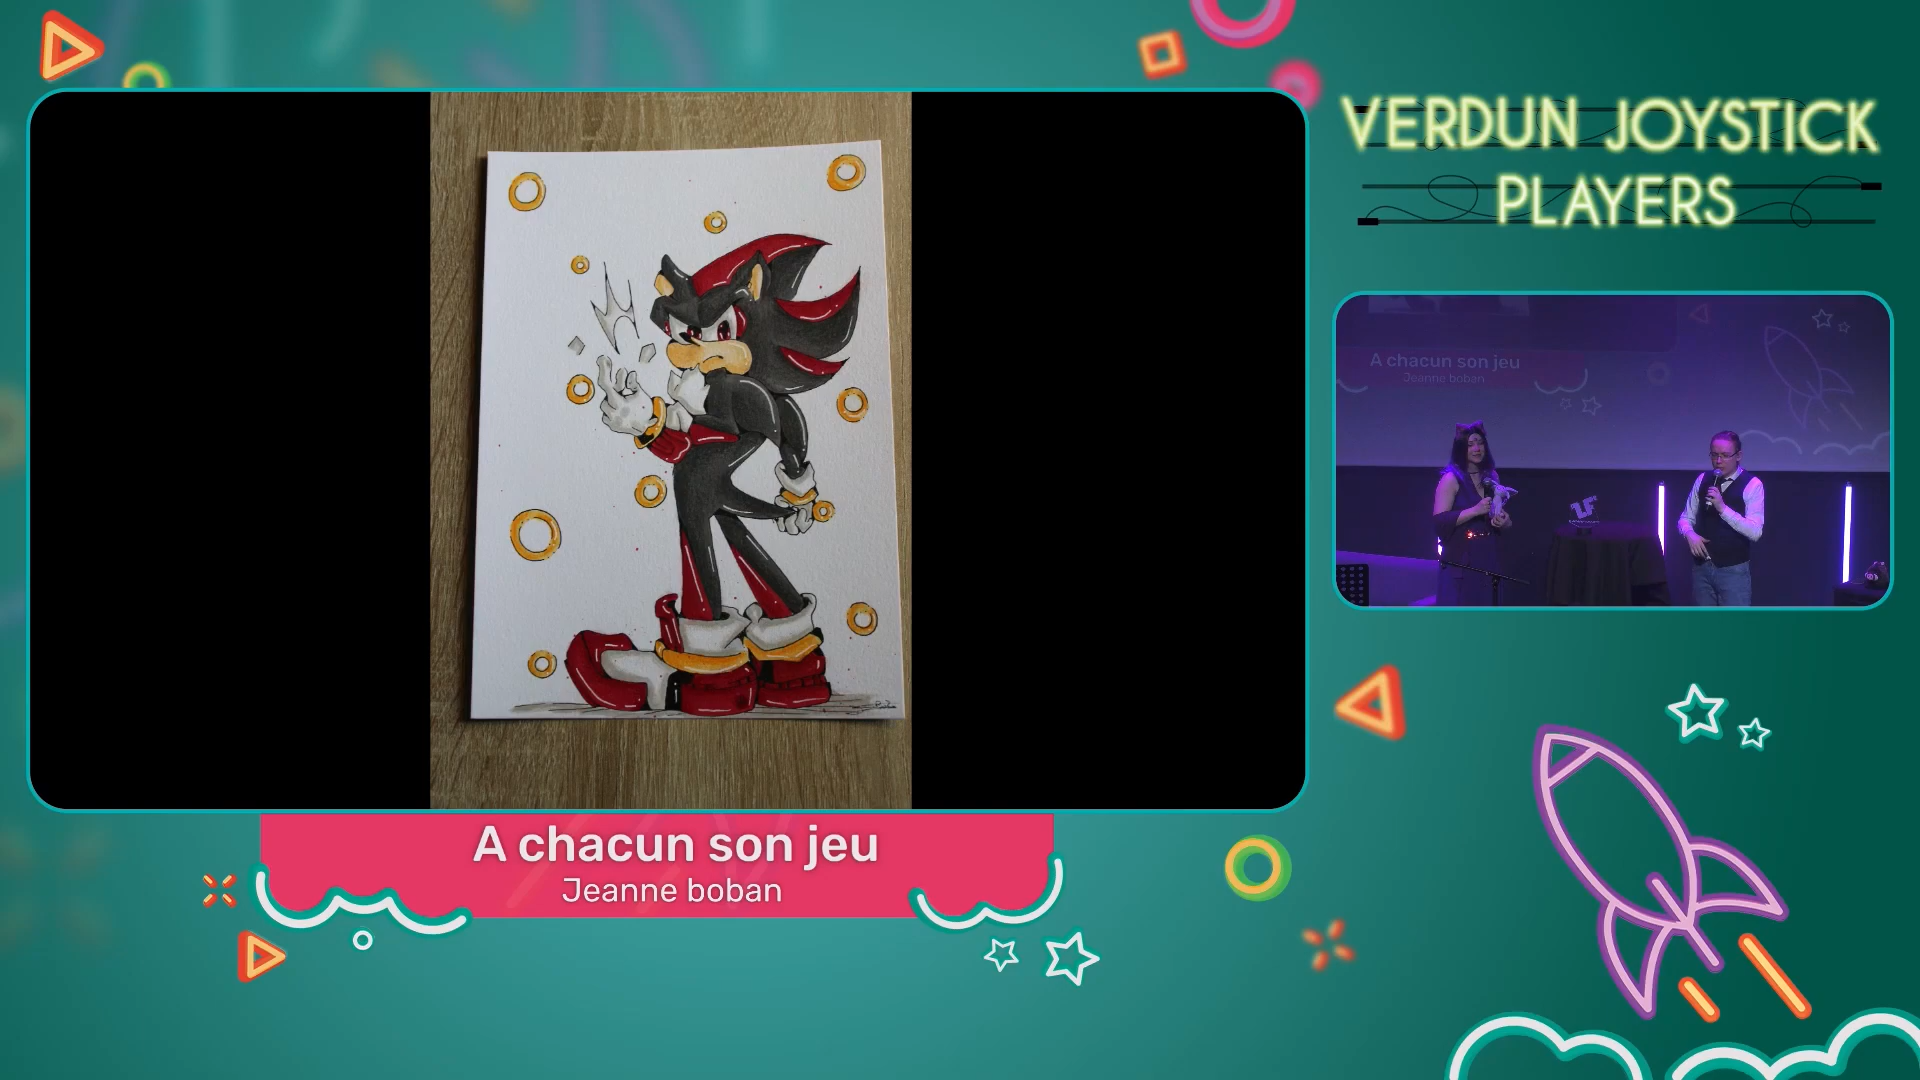 VERDUN JOYSTICK
PLAYERS
A chacun son jeu
Jeanne boban
A chacun son jeu
Jeanne boban